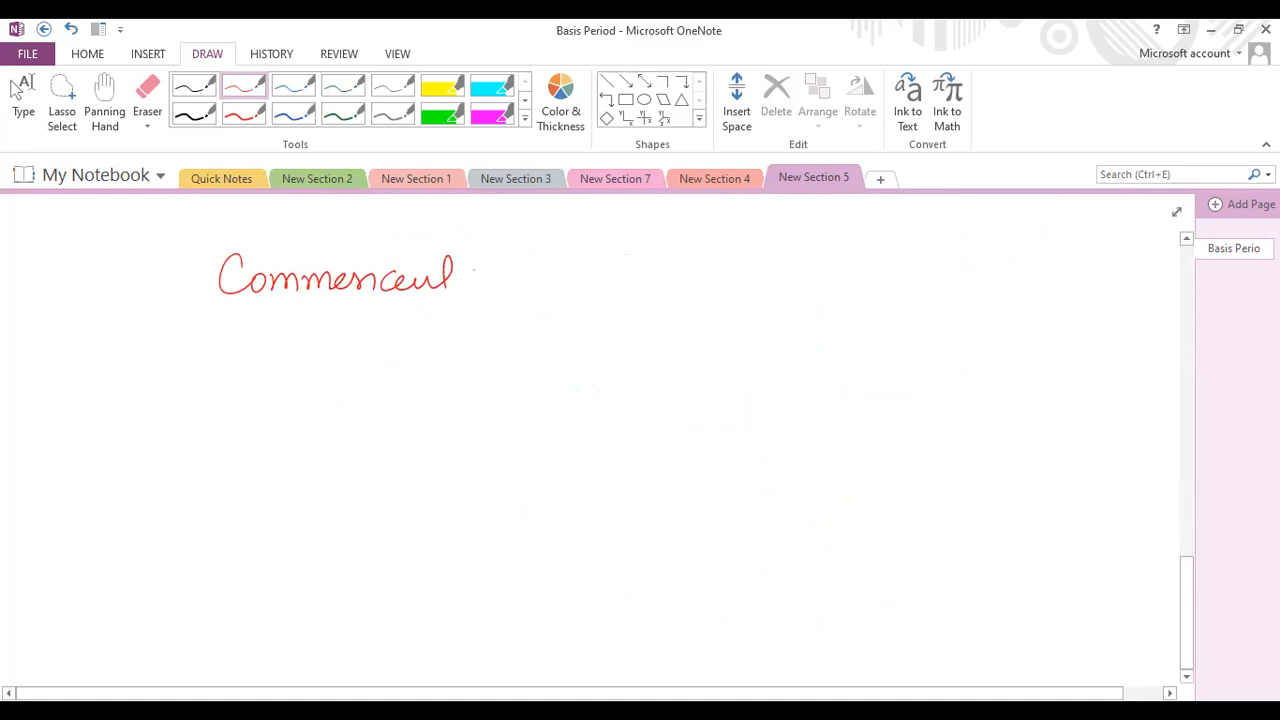 Basis Period - Microsoft OneNote
FILE HOME INSERT DRAW HISTORY REVIEW VIEW Microsoft account
Type Lasso Select Panning Hand Eraser Color & Thickness Insert Space Delete Arrange Rotate Ink to Text Ink to Math
Tools Shapes Edit Convert
My Notebook Quick Notes New Section 2 New Section 1 New Section 3 New Section 7 New Section 4 New Section 5 Search (Ctrl+E)
Add Page
Basis Perio